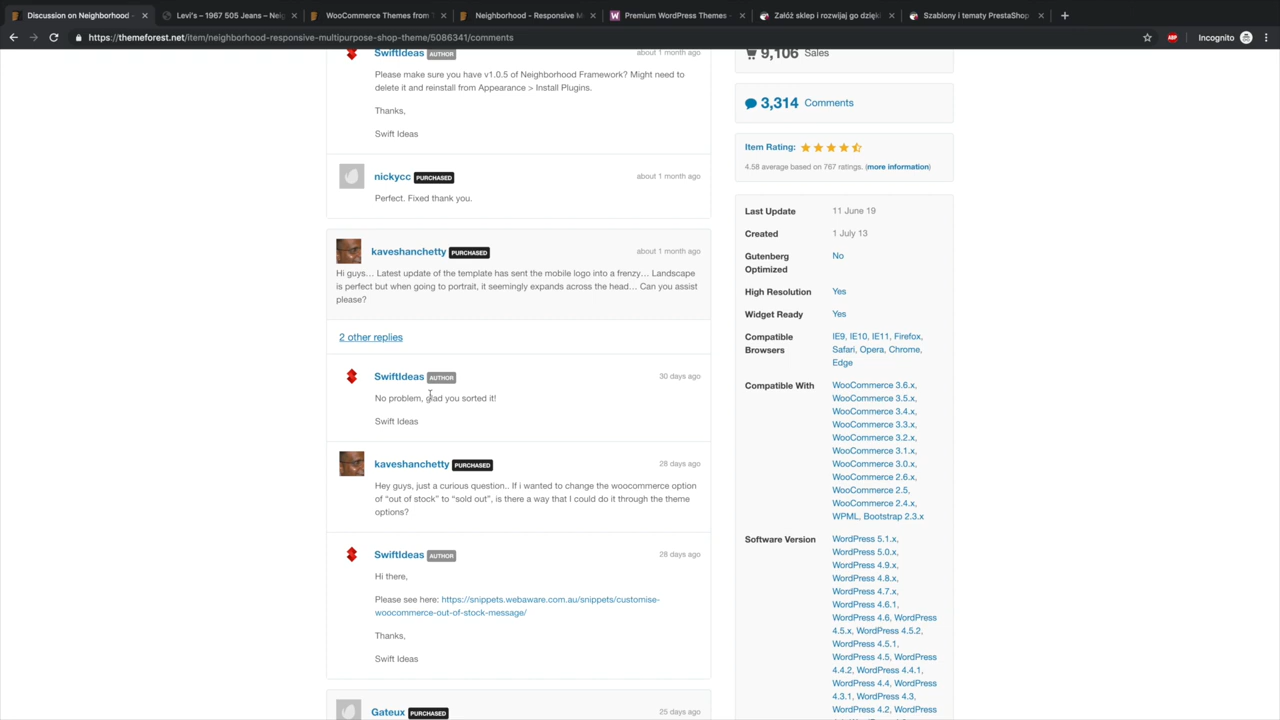 Discussion on Neighborhood -
Levi's – 1967 505 Jeans – Neig
WooCommerce Themes from T
Neighborhood - Responsive M
Premium WordPress Themes -
Załóż sklep i rozwijaj go dzięki
Szablony i tematy PrestaShop
https://themeforest.net/item/neighborhood-responsive-multipurpose-shop-theme/5086341/comments
ABP
Incognito
SwiftIdeas AUTHOR
about 1 month ago
Please make sure you have v1.0.5 of Neighborhood Framework? Might need to
delete it and reinstall from Appearance > Install Plugins.
Thanks,
Swift Ideas
nickycc PURCHASED
about 1 month ago
Perfect. Fixed thank you.
kaveshanchetty PURCHASED
about 1 month ago
Hi guys… Latest update of the template has sent the mobile logo into a frenzy… Landscape
is perfect but when going to portrait, it seemingly expands across the head… Can you assist
please?
2 other replies
SwiftIdeas AUTHOR
30 days ago
No problem, glad you sorted it!
Swift Ideas
kaveshanchetty PURCHASED
28 days ago
Hey guys, just a curious question.. If i wanted to change the woocommerce option
of “out of stock” to “sold out”, is there a way that I could do it through the theme
options?
SwiftIdeas AUTHOR
28 days ago
Hi there,
Please see here: https://snippets.webaware.com.au/snippets/customise-
woocommerce-out-of-stock-message/
Thanks,
Swift Ideas
Gateux PURCHASED
25 days ago
9,106 Sales
3,314 Comments
Item Rating:
4.58 average based on 767 ratings. (more information)
Last Update 11 June 19
Created 1 July 13
Gutenberg No
Optimized
High Resolution Yes
Widget Ready Yes
Compatible IE9, IE10, IE11, Firefox,
Browsers Safari, Opera, Chrome,
Edge
Compatible With WooCommerce 3.6.x,
WooCommerce 3.5.x,
WooCommerce 3.4.x,
WooCommerce 3.3.x,
WooCommerce 3.2.x,
WooCommerce 3.1.x,
WooCommerce 3.0.x,
WooCommerce 2.6.x,
WooCommerce 2.5,
WooCommerce 2.4.x,
WPML, Bootstrap 2.3.x
Software Version WordPress 5.1.x,
WordPress 5.0.x,
WordPress 4.9.x,
WordPress 4.8.x,
WordPress 4.7.x,
WordPress 4.6.1,
WordPress 4.6, WordPress
4.5.x, WordPress 4.5.2,
WordPress 4.5.1,
WordPress 4.5, WordPress
4.4.2, WordPress 4.4.1,
WordPress 4.4, WordPress
4.3.1, WordPress 4.3,
WordPress 4.2, WordPress